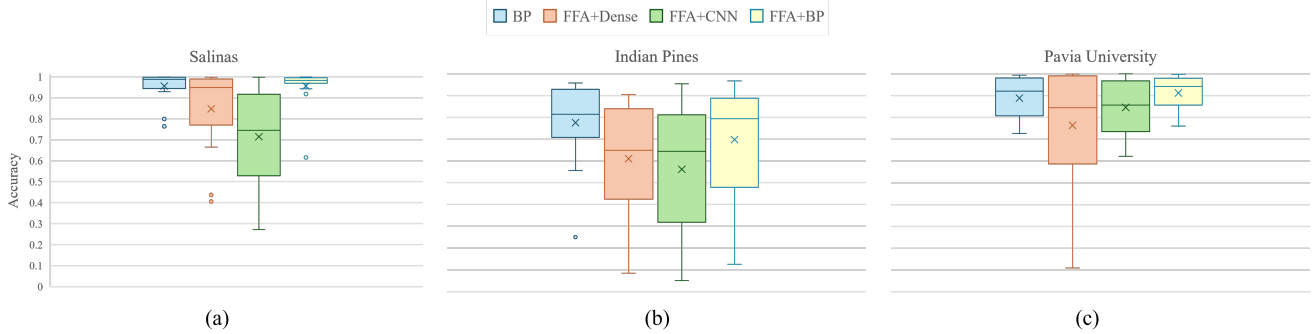 BP FFA+Dense FFA+CNN FFA+BP
Salinas
Indian Pines
Pavia University
Accuracy
1
0.9
0.8
0.7
0.6
0.5
0.4
0.3
0.2
0.1
0
(a)
(b)
(c)